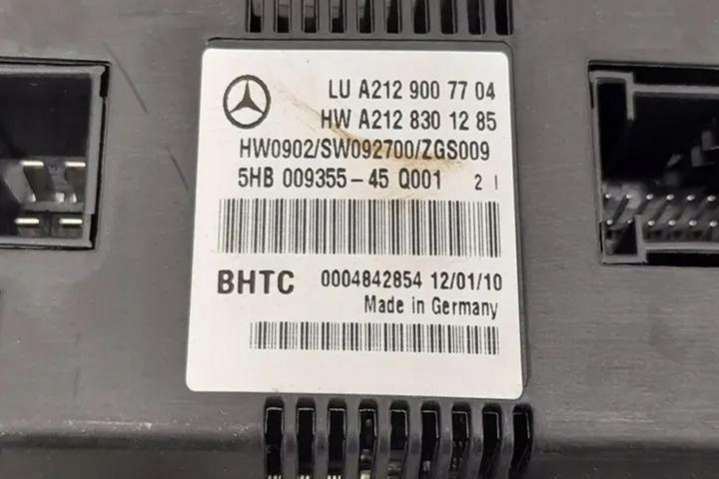 LU A212 900 77 04
HW A212 830 12 85
HW0902/SW092700/ZGS009
5HB 009355-45 Q001 2 I
BHTC 0004842854 12/01/10
Made in Germany